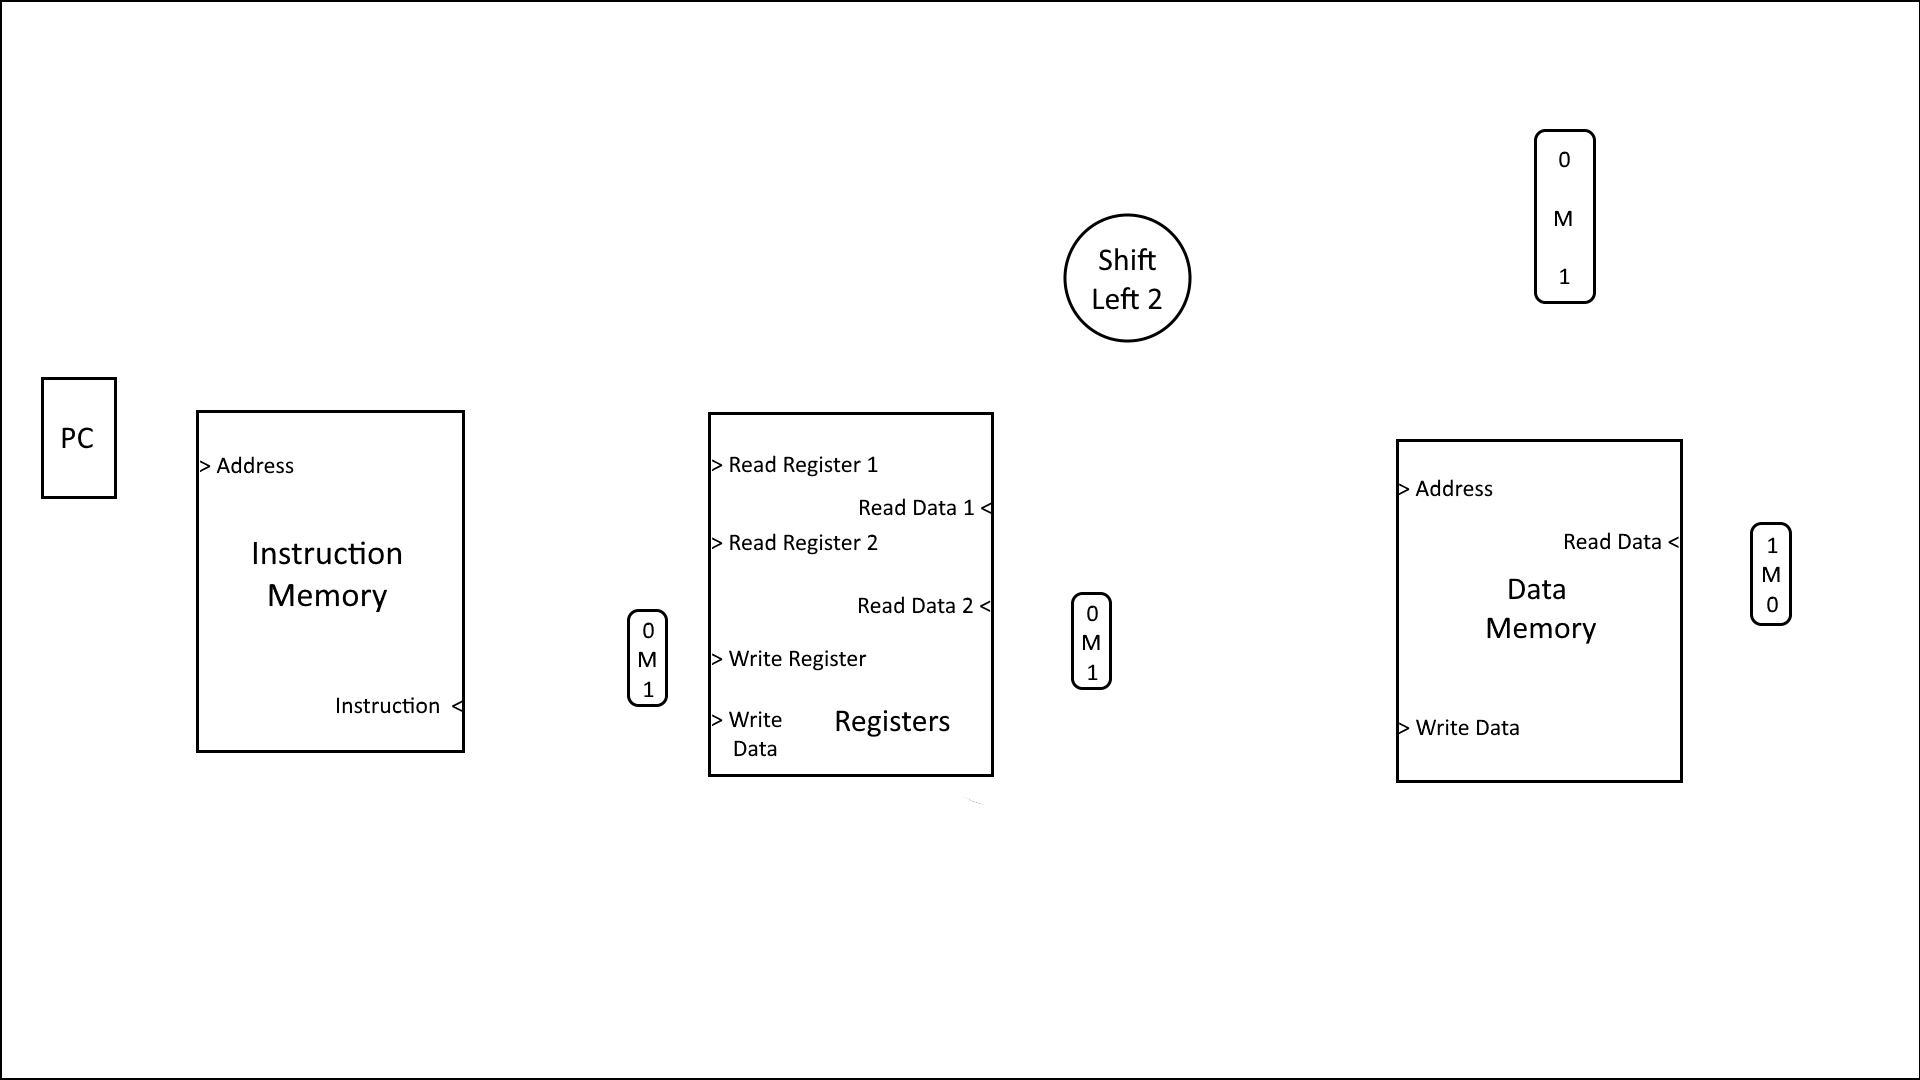 PC
> Address
Instruction
Memory
Instruction <
0
M
1
> Read Register 1
Read Data 1 <
> Read Register 2
Read Data 2 <
> Write Register
> Write
Data
Registers
Shift
Left 2
0
M
1
0
M
1
> Address
Read Data <
Data
Memory
> Write Data
1
M
0